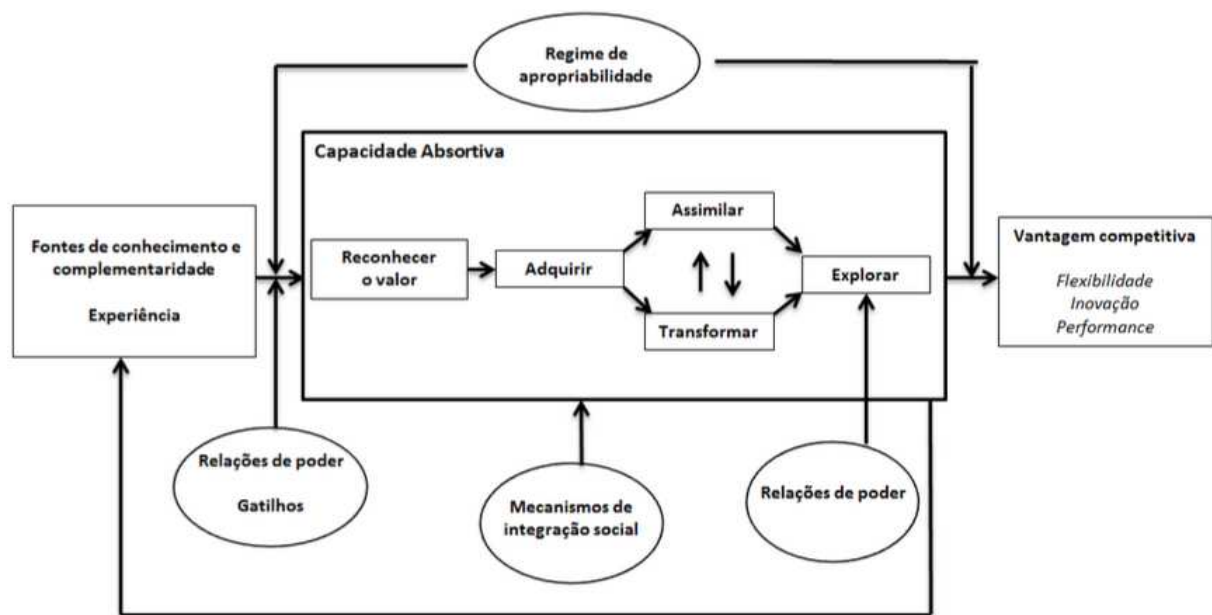 Regime de
apropriabilidade
Capacidade Absortiva
Fontes de conhecimento e
complementaridade
Experiência
Reconhecer
o valor
Adquirir
Assimilar
Transformar
Explorar
Vantagem competitiva
Flexibilidade
Inovação
Performance
Relações de poder
Gatilhos
Mecanismos de
integração social
Relações de poder